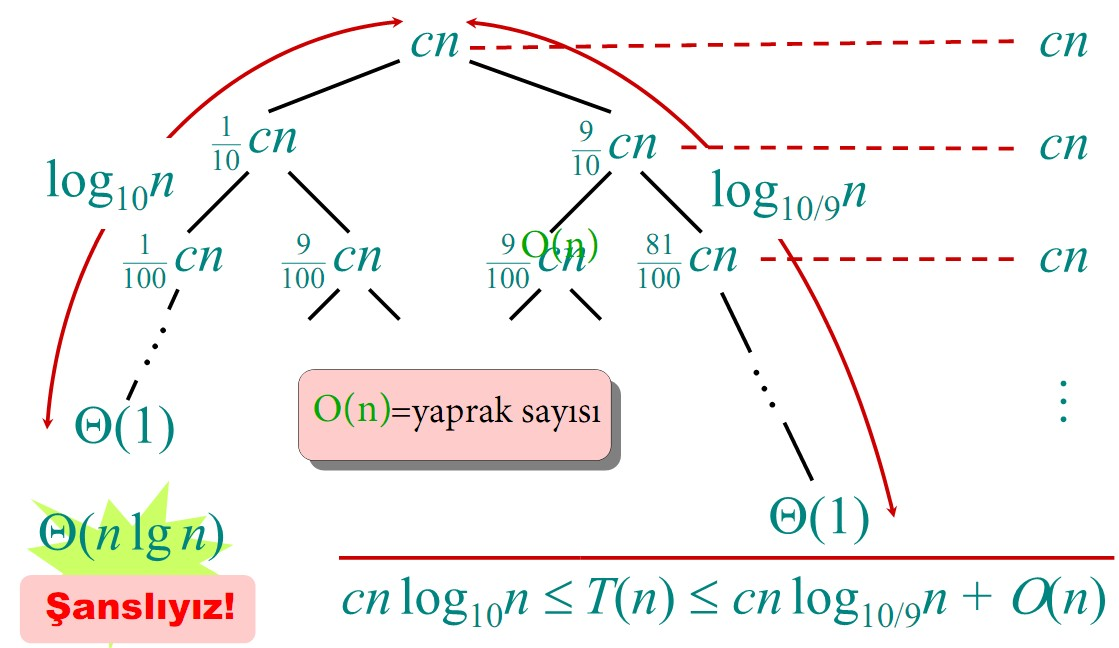 cn cn
1/10 cn 9/10 cn cn
log₁₀n log₁₀/₉n
1/100 cn 9/100 cn 9/100 cn O(n) 81/100 cn cn
Θ(1) O(n)=yaprak sayısı ⋮
Θ(n lg n) Θ(1)
Şanslıyız! cn log₁₀n ≤ T(n) ≤ cn log₁₀/₉n + O(n)